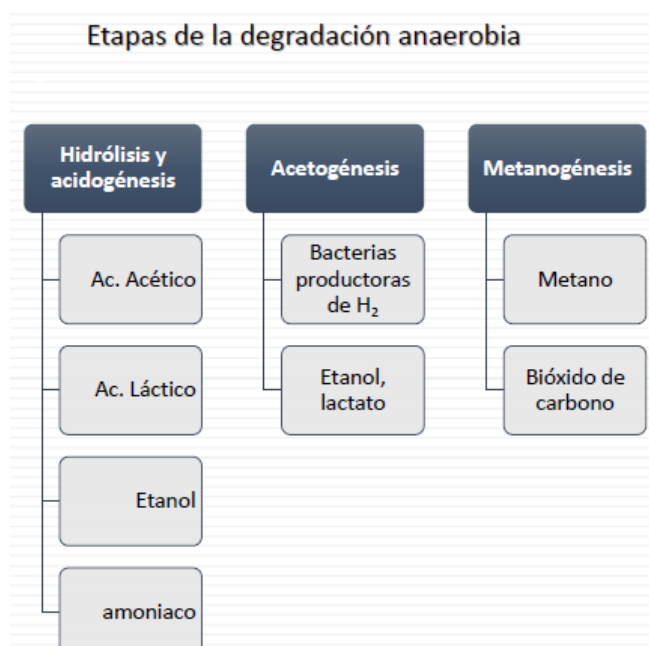 Etapas de la degradación anaerobia
Hidrólisis y
acidogénesis
Ac. Acético
Ac. Láctico
Etanol
amoniaco
Acetogénesis
Bacterias
productoras
de H₂
Etanol,
lactato
Metanogénesis
Metano
Bióxido de
carbono